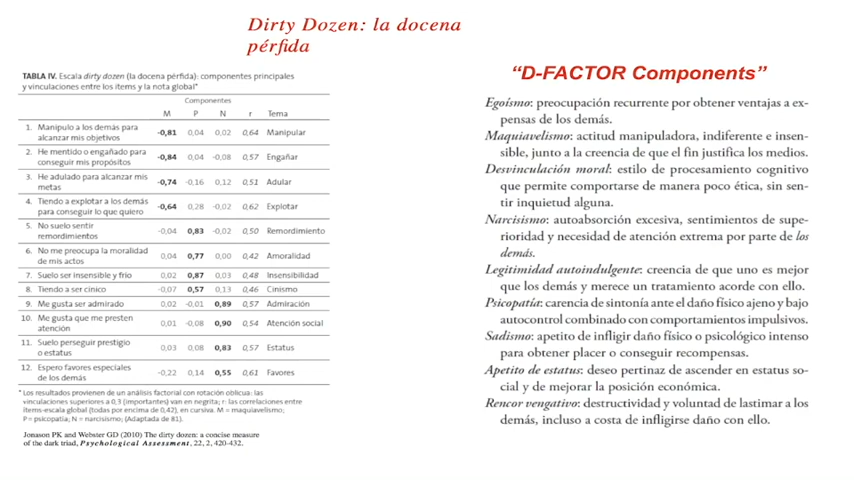 Dirty Dozen: la docena
pérfida
TABLA IV. Escala dirty dozen (la docena pérfida): componentes principales
y vinculaciones entre los ítems y la nota global*
Componentes
M P N r Tema
1. Manipulo a los demás para
alcanzar mis objetivos -0,81 0,04 0,02 0,64 Manipular
2. He mentido o engañado para
conseguir mis propósitos -0,84 0,04 -0,08 0,57 Engañar
3. He adulado para alcanzar mis
metas -0,74 -0,16 0,12 0,51 Adular
4. Tiendo a explotar a los demás
para conseguir lo que quiero -0,64 0,28 -0,02 0,62 Explotar
5. No suelo sentir
remordimientos -0,04 0,83 -0,02 0,50 Remordimiento
6. No me preocupa la moralidad
de mis actos 0,04 0,77 0,00 0,42 Amoralidad
7. Suelo ser insensible y frío 0,02 0,87 0,03 0,48 Insensibilidad
8. Tiendo a ser cínico -0,07 0,57 0,13 0,46 Cinismo
9. Me gusta ser admirado 0,02 -0,01 0,89 0,57 Admiración
10. Me gusta que me presten
atención 0,01 -0,08 0,90 0,54 Atención social
11. Suelo perseguir prestigio
o estatus 0,03 0,08 0,83 0,57 Estatus
12. Espero favores especiales
de los demás -0,22 0,14 0,55 0,61 Favores
* Los resultados provienen de un análisis factorial con rotación oblicua: las
vinculaciones superiores a 0,3 (importantes) van en negrita; r: las correlaciones entre
ítems-escala global (todas por encima de 0,42), en cursiva. M = maquiavelismo;
P = psicopatía; N = narcisismo; (Adaptada de 81).
Jonason PK and Webster GD (2010) The dirty dozen: a concise measure
of the dark triad, Psychological Assessment, 22, 2, 420-432.
“D-FACTOR Components”
Egoísmo: preocupación recurrente por obtener ventajas a ex-
pensas de los demás.
Maquiavelismo: actitud manipuladora, indiferente e insen-
sible, junto a la creencia de que el fin justifica los medios.
Desvinculación moral: estilo de procesamiento cognitivo
que permite comportarse de manera poco ética, sin sen-
tir inquietud alguna.
Narcisismo: autoabsorción excesiva, sentimientos de supe-
rioridad y necesidad de atención extrema por parte de los
demás.
Legitimidad autoindulgente: creencia de que uno es mejor
que los demás y merece un tratamiento acorde con ello.
Psicopatía: carencia de sintonía ante el daño físico ajeno y bajo
autocontrol combinado con comportamientos impulsivos.
Sadismo: apetito de infligir daño físico o psicológico intenso
para obtener placer o conseguir recompensas.
Apetito de estatus: deseo pertinaz de ascender en estatus so-
cial y de mejorar la posición económica.
Rencor vengativo: destructividad y voluntad de lastimar a los
demás, incluso a costa de infligirse daño con ello.